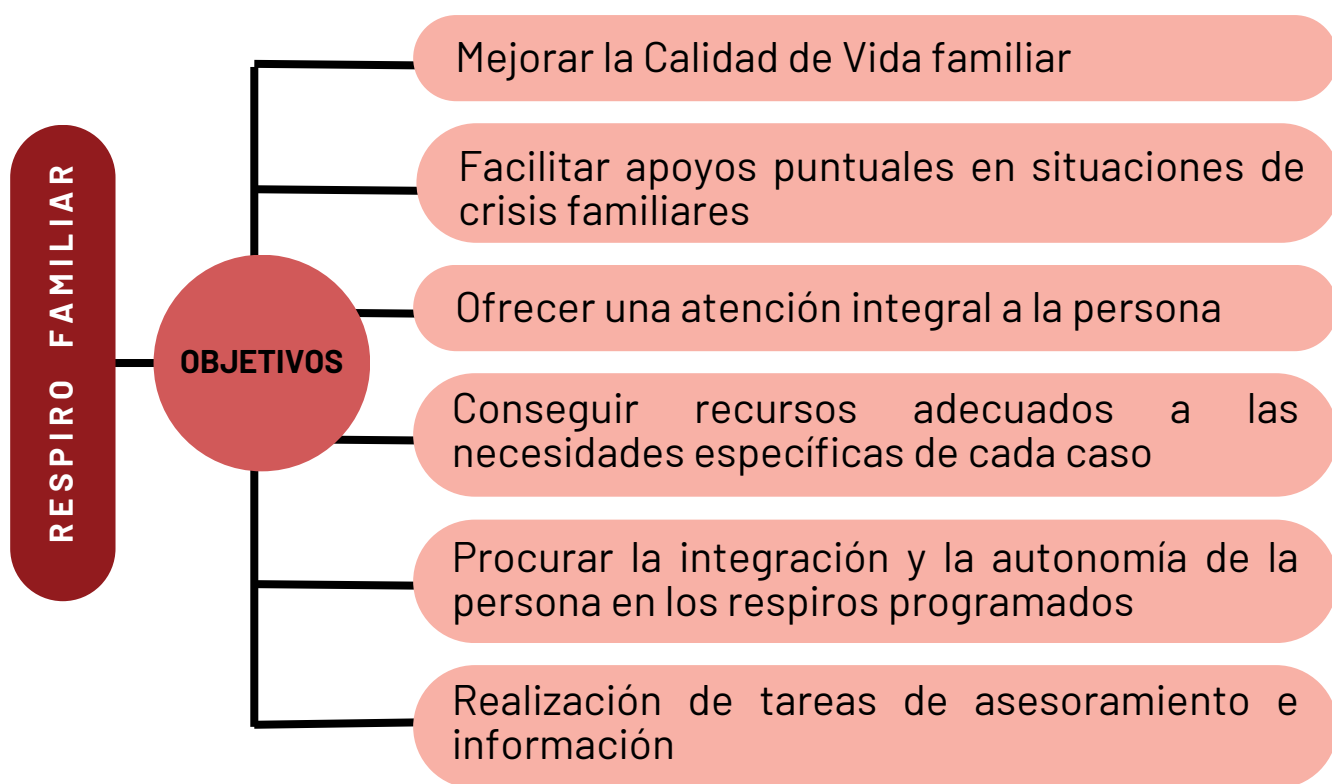 RESPIRO FAMILIAR
OBJETIVOS
Mejorar la Calidad de Vida familiar
Facilitar apoyos puntuales en situaciones de
crisis familiares
Ofrecer una atención integral a la persona
Conseguir recursos adecuados a las
necesidades específicas de cada caso
Procurar la integración y la autonomía de la
persona en los respiros programados
Realización de tareas de asesoramiento e
información